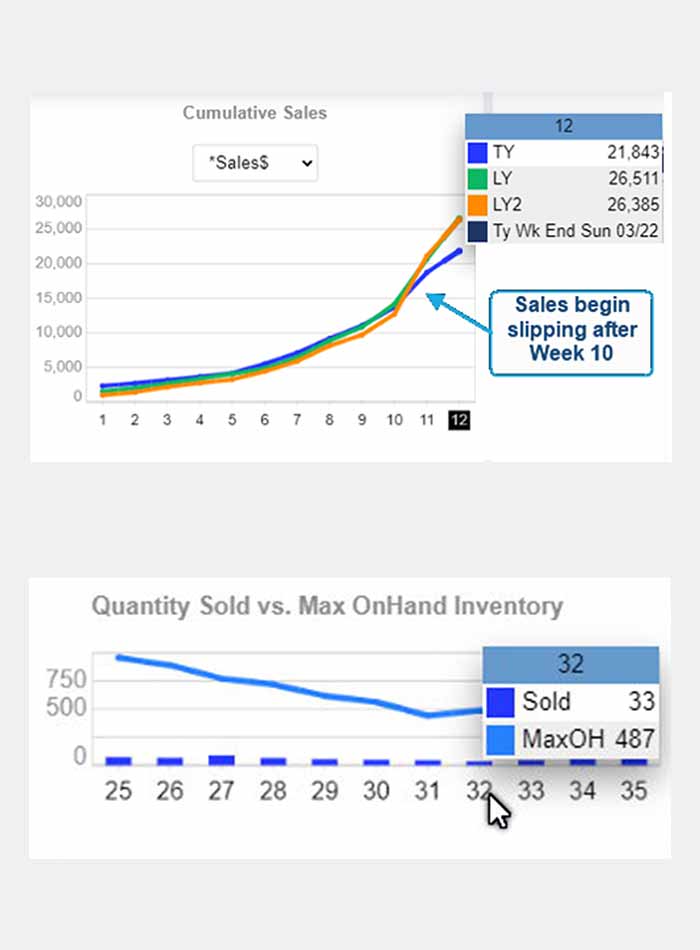 Cumulative Sales
*Sales$
12
TY 21,843
LY 26,511
LY2 26,385
Ty Wk End Sun 03/22
30,000
25,000
20,000
15,000
10,000
5,000
0
Sales begin
slipping after
Week 10
1 2 3 4 5 6 7 8 9 10 11 12
Quantity Sold vs. Max OnHand Inventory
32
Sold 33
MaxOH 487
750
500
0
25 26 27 28 29 30 31 32 33 34 35